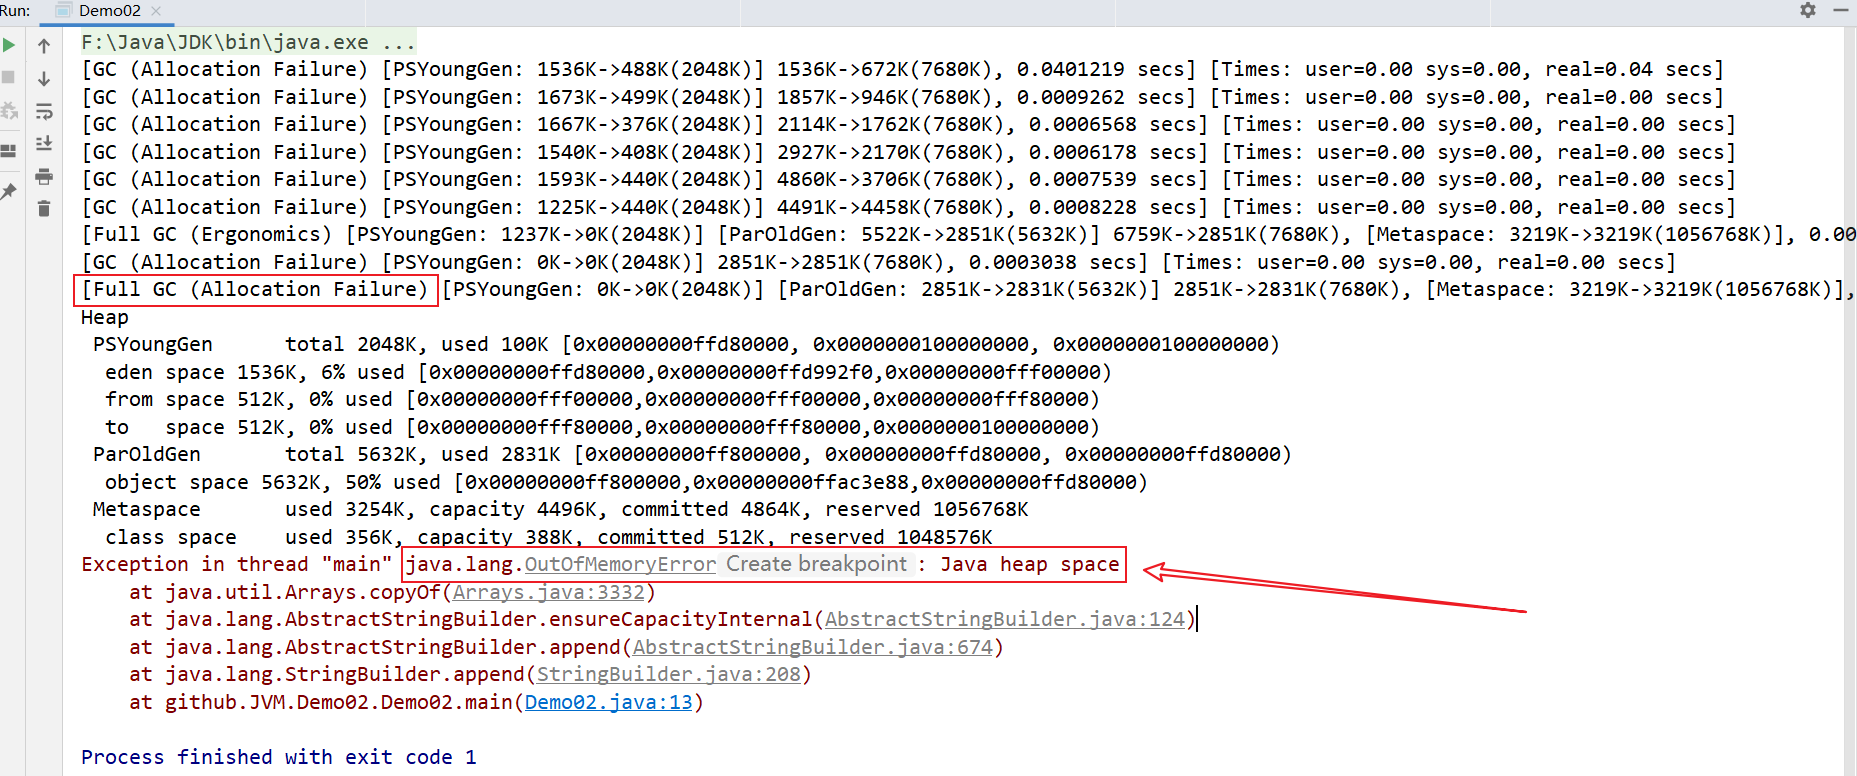 Run: Demo02
F:\Java\JDK\bin\java.exe ...
[GC (Allocation Failure) [PSYoungGen: 1536K->488K(2048K)] 1536K->672K(7680K), 0.0401219 secs] [Times: user=0.00 sys=0.00, real=0.04 secs]
[GC (Allocation Failure) [PSYoungGen: 1673K->499K(2048K)] 1857K->946K(7680K), 0.0009262 secs] [Times: user=0.00 sys=0.00, real=0.00 secs]
[GC (Allocation Failure) [PSYoungGen: 1667K->376K(2048K)] 2114K->1762K(7680K), 0.0006568 secs] [Times: user=0.00 sys=0.00, real=0.00 secs]
[GC (Allocation Failure) [PSYoungGen: 1540K->408K(2048K)] 2927K->2170K(7680K), 0.0006178 secs] [Times: user=0.00 sys=0.00, real=0.00 secs]
[GC (Allocation Failure) [PSYoungGen: 1593K->440K(2048K)] 4860K->3706K(7680K), 0.0007539 secs] [Times: user=0.00 sys=0.00, real=0.00 secs]
[GC (Allocation Failure) [PSYoungGen: 1225K->440K(2048K)] 4491K->4458K(7680K), 0.0008228 secs] [Times: user=0.00 sys=0.00, real=0.00 secs]
[Full GC (Ergonomics) [PSYoungGen: 1237K->0K(2048K)] [ParOldGen: 5522K->2851K(5632K)] 6759K->2851K(7680K), [Metaspace: 3219K->3219K(1056768K)], 0.00
[GC (Allocation Failure) [PSYoungGen: 0K->0K(2048K)] 2851K->2851K(7680K), 0.0003038 secs] [Times: user=0.00 sys=0.00, real=0.00 secs]
[Full GC (Allocation Failure) [PSYoungGen: 0K->0K(2048K)] [ParOldGen: 2851K->2831K(5632K)] 2851K->2831K(7680K), [Metaspace: 3219K->3219K(1056768K)],
Heap
 PSYoungGen      total 2048K, used 100K [0x00000000ffd80000, 0x0000000100000000, 0x0000000100000000)
  eden space 1536K, 6% used [0x00000000ffd80000,0x00000000ffd992f0,0x00000000fff00000)
  from space 512K, 0% used [0x00000000fff00000,0x00000000fff00000,0x00000000fff80000)
  to   space 512K, 0% used [0x00000000fff80000,0x00000000fff80000,0x0000000100000000)
 ParOldGen       total 5632K, used 2831K [0x00000000ff800000, 0x00000000ffd80000, 0x00000000ffd80000)
  object space 5632K, 50% used [0x00000000ff800000,0x00000000ffac3e88,0x00000000ffd80000)
 Metaspace       used 3254K, capacity 4496K, committed 4864K, reserved 1056768K
  class space    used 356K, capacity 388K, committed 512K, reserved 1048576K
Exception in thread "main" java.lang.OutOfMemoryError Create breakpoint : Java heap space
    at java.util.Arrays.copyOf(Arrays.java:3332)
    at java.lang.AbstractStringBuilder.ensureCapacityInternal(AbstractStringBuilder.java:124)
    at java.lang.AbstractStringBuilder.append(AbstractStringBuilder.java:674)
    at java.lang.StringBuilder.append(StringBuilder.java:208)
    at github.JVM.Demo02.Demo02.main(Demo02.java:13)
Process finished with exit code 1